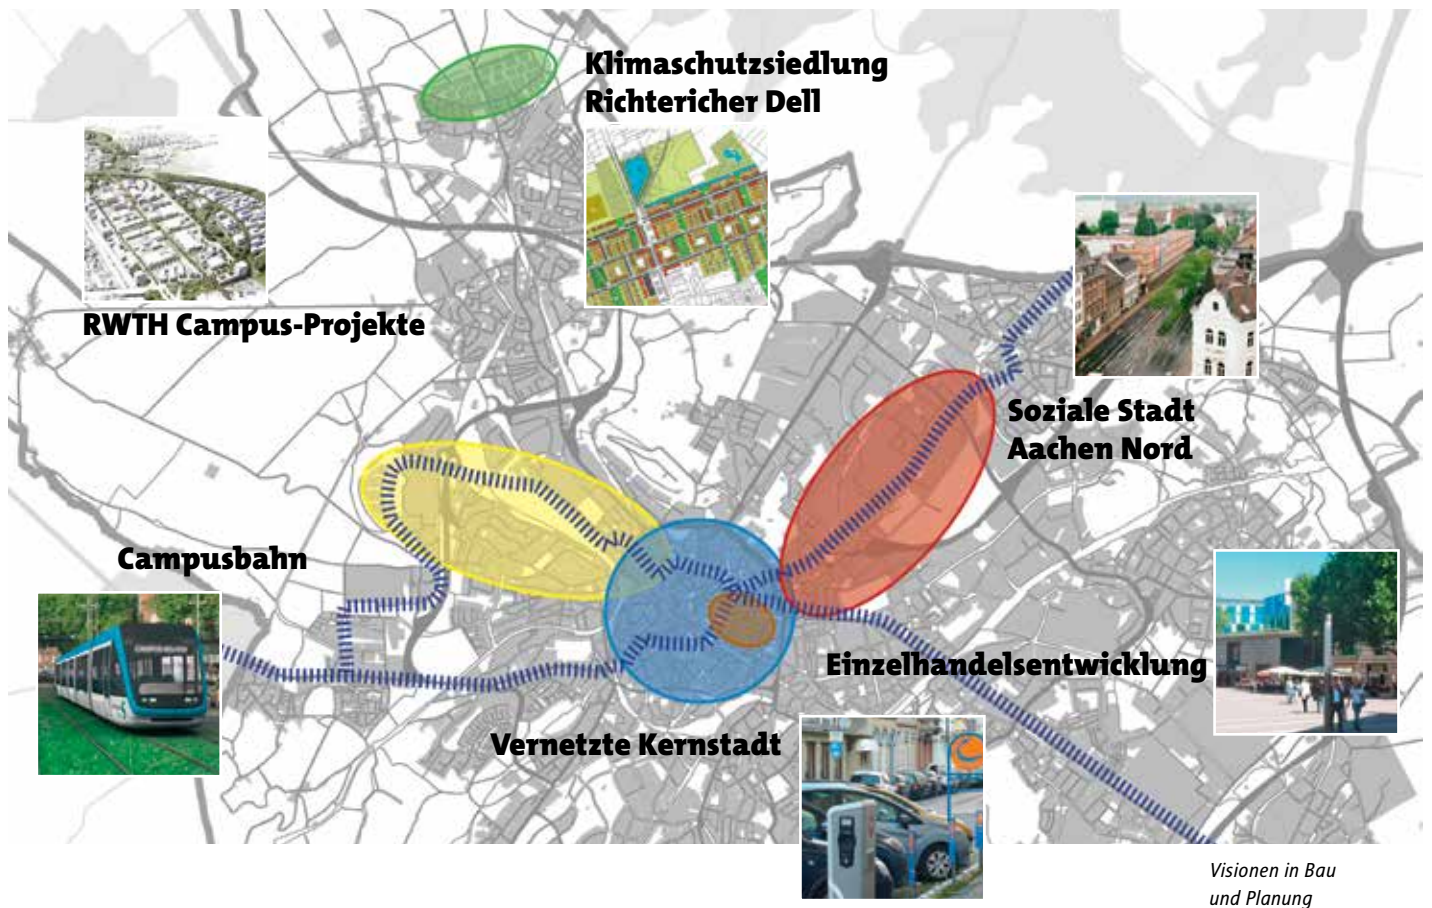 Klimaschutzsiedlung
Richtericher Dell
RWTH Campus-Projekte
Soziale Stadt
Aachen Nord
Campusbahn
Einzelhandelsentwicklung
Vernetzte Kernstadt
Visionen in Bau
und Planung